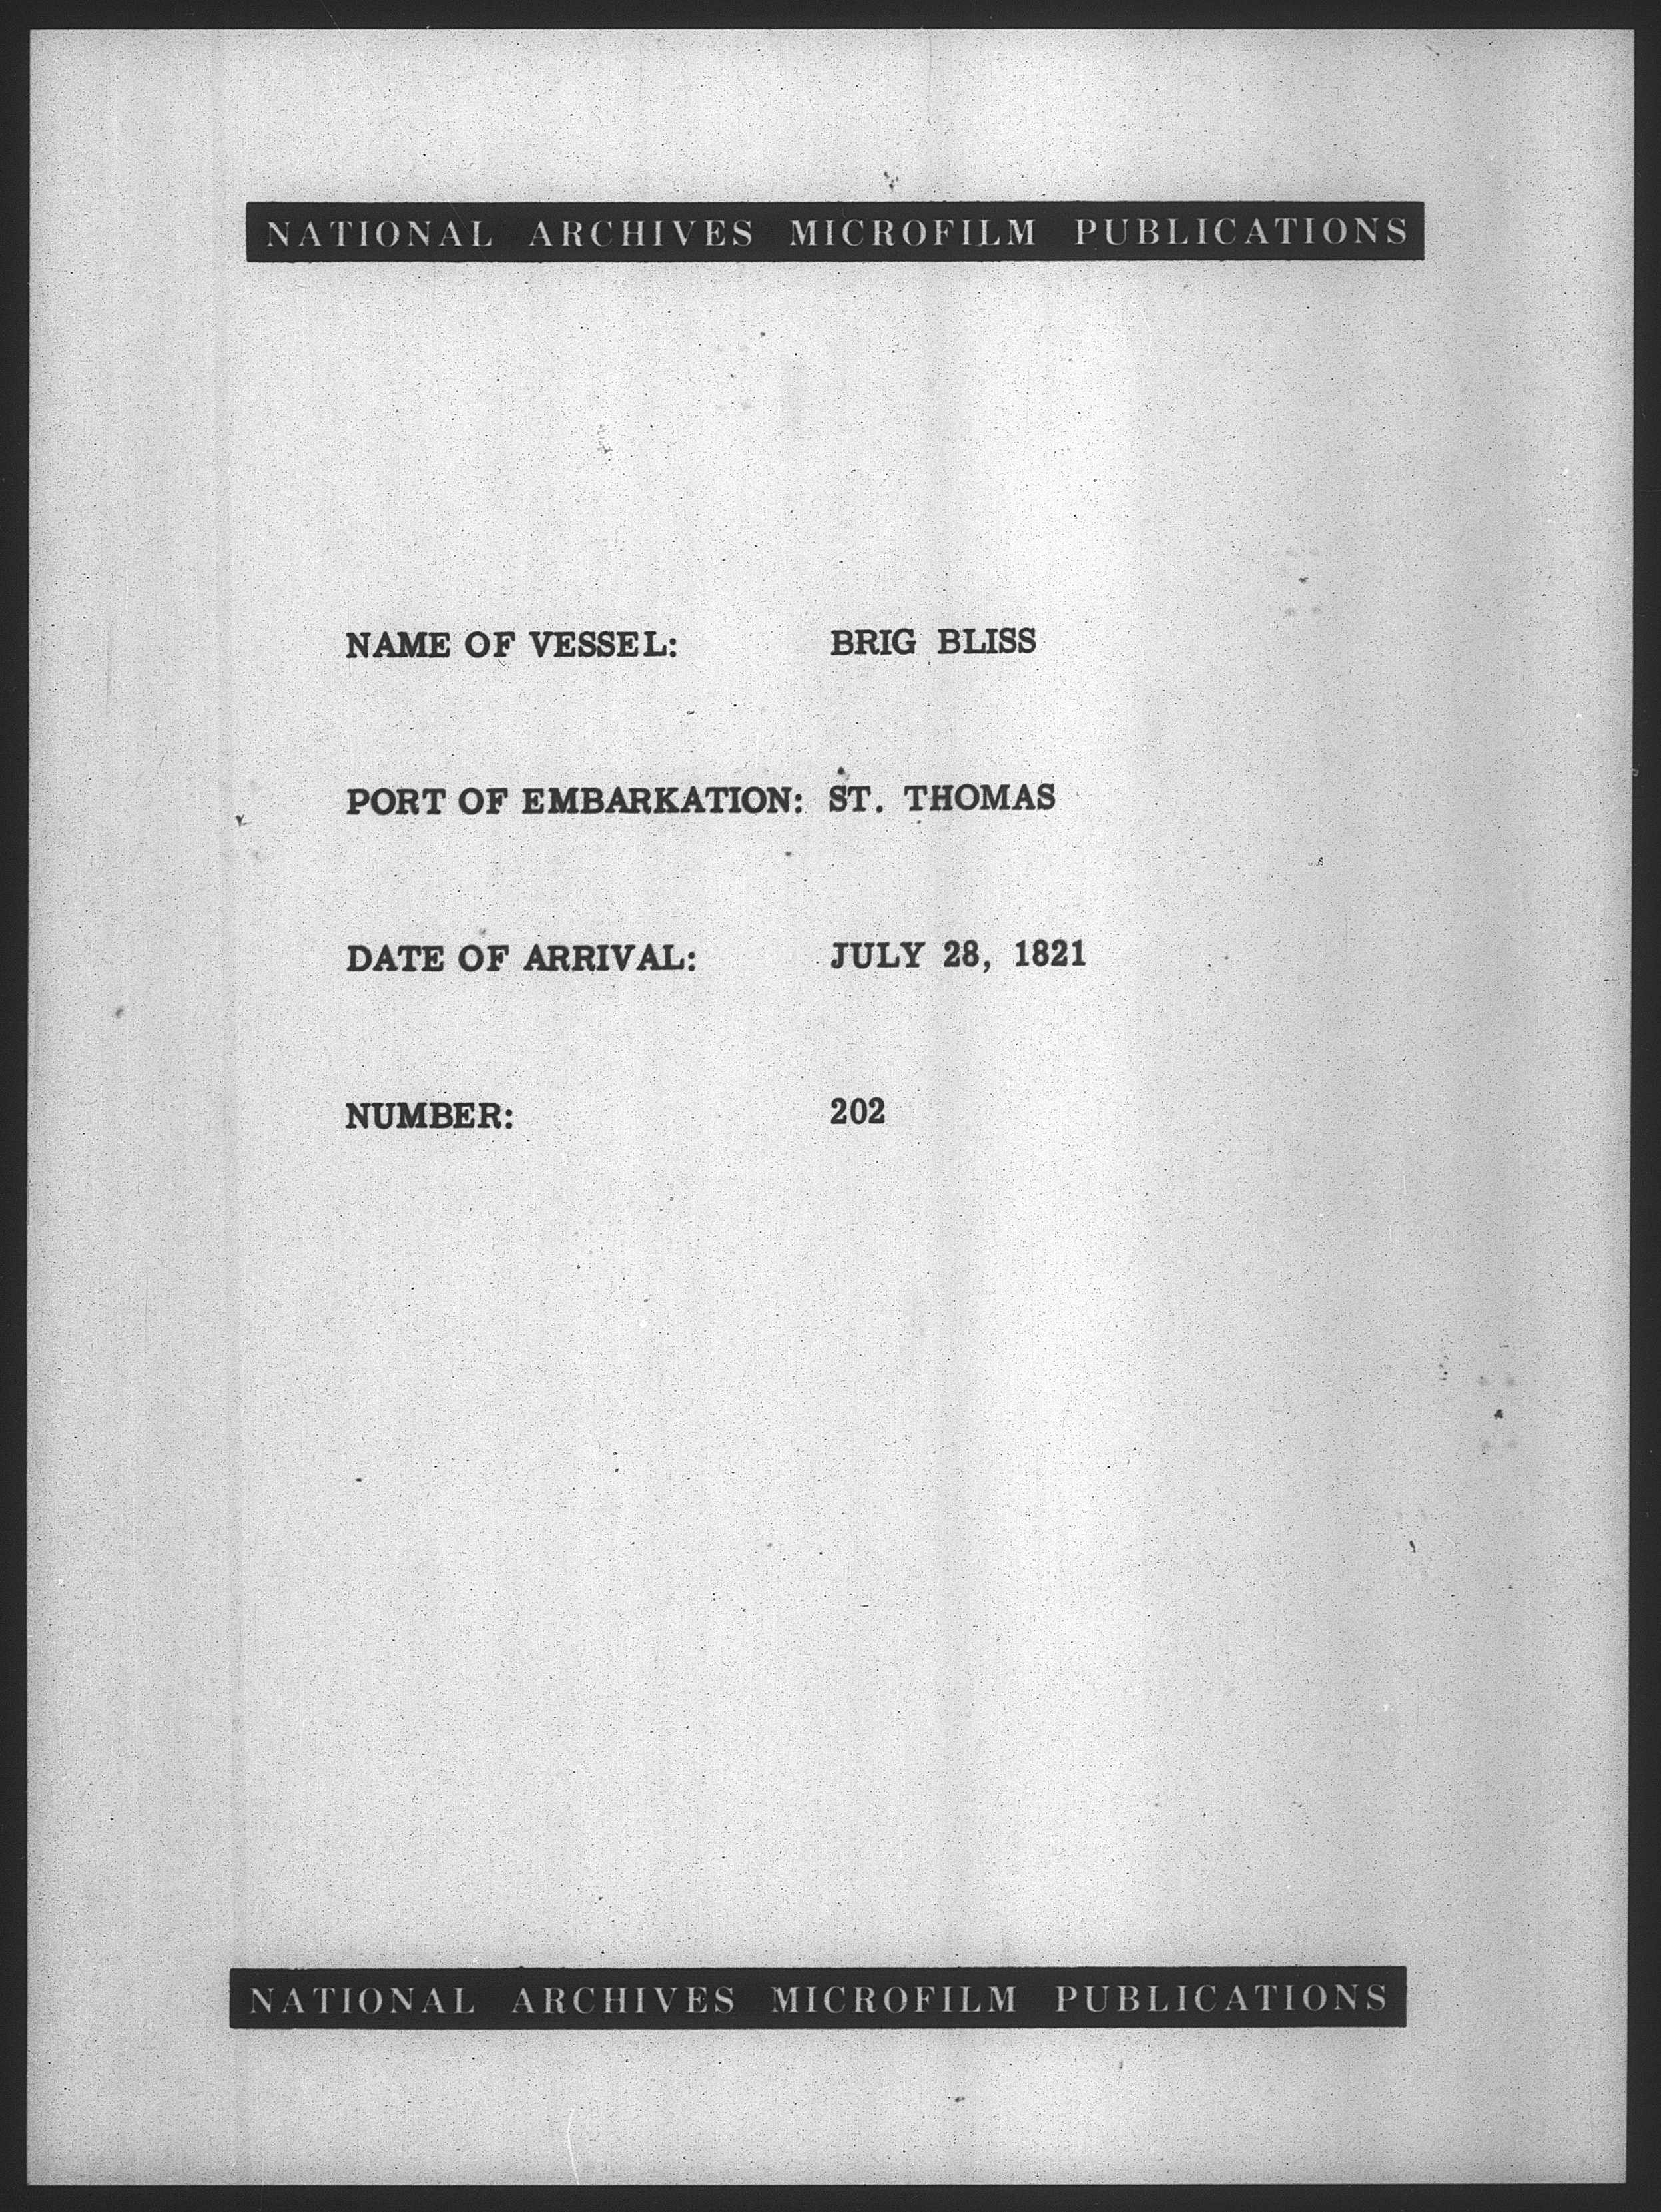 NATIONAL ARCHIVES MICROFILM PUBLICATIONS
NAME OF VESSEL: BRIG BLISS
PORT OF EMBARKATION: ST. THOMAS
DATE OF ARRIVAL: JULY 28, 1821
NUMBER: 202
NATIONAL ARCHIVES MICROFILM PUBLICATIONS